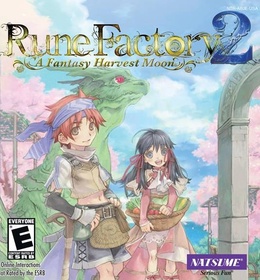 Rune Factory 2
A Fantasy Harvest Moon
EVERYONE
E
ESRB
Online Interactions
Not Rated by the ESRB
NATSUME
Serious Fun